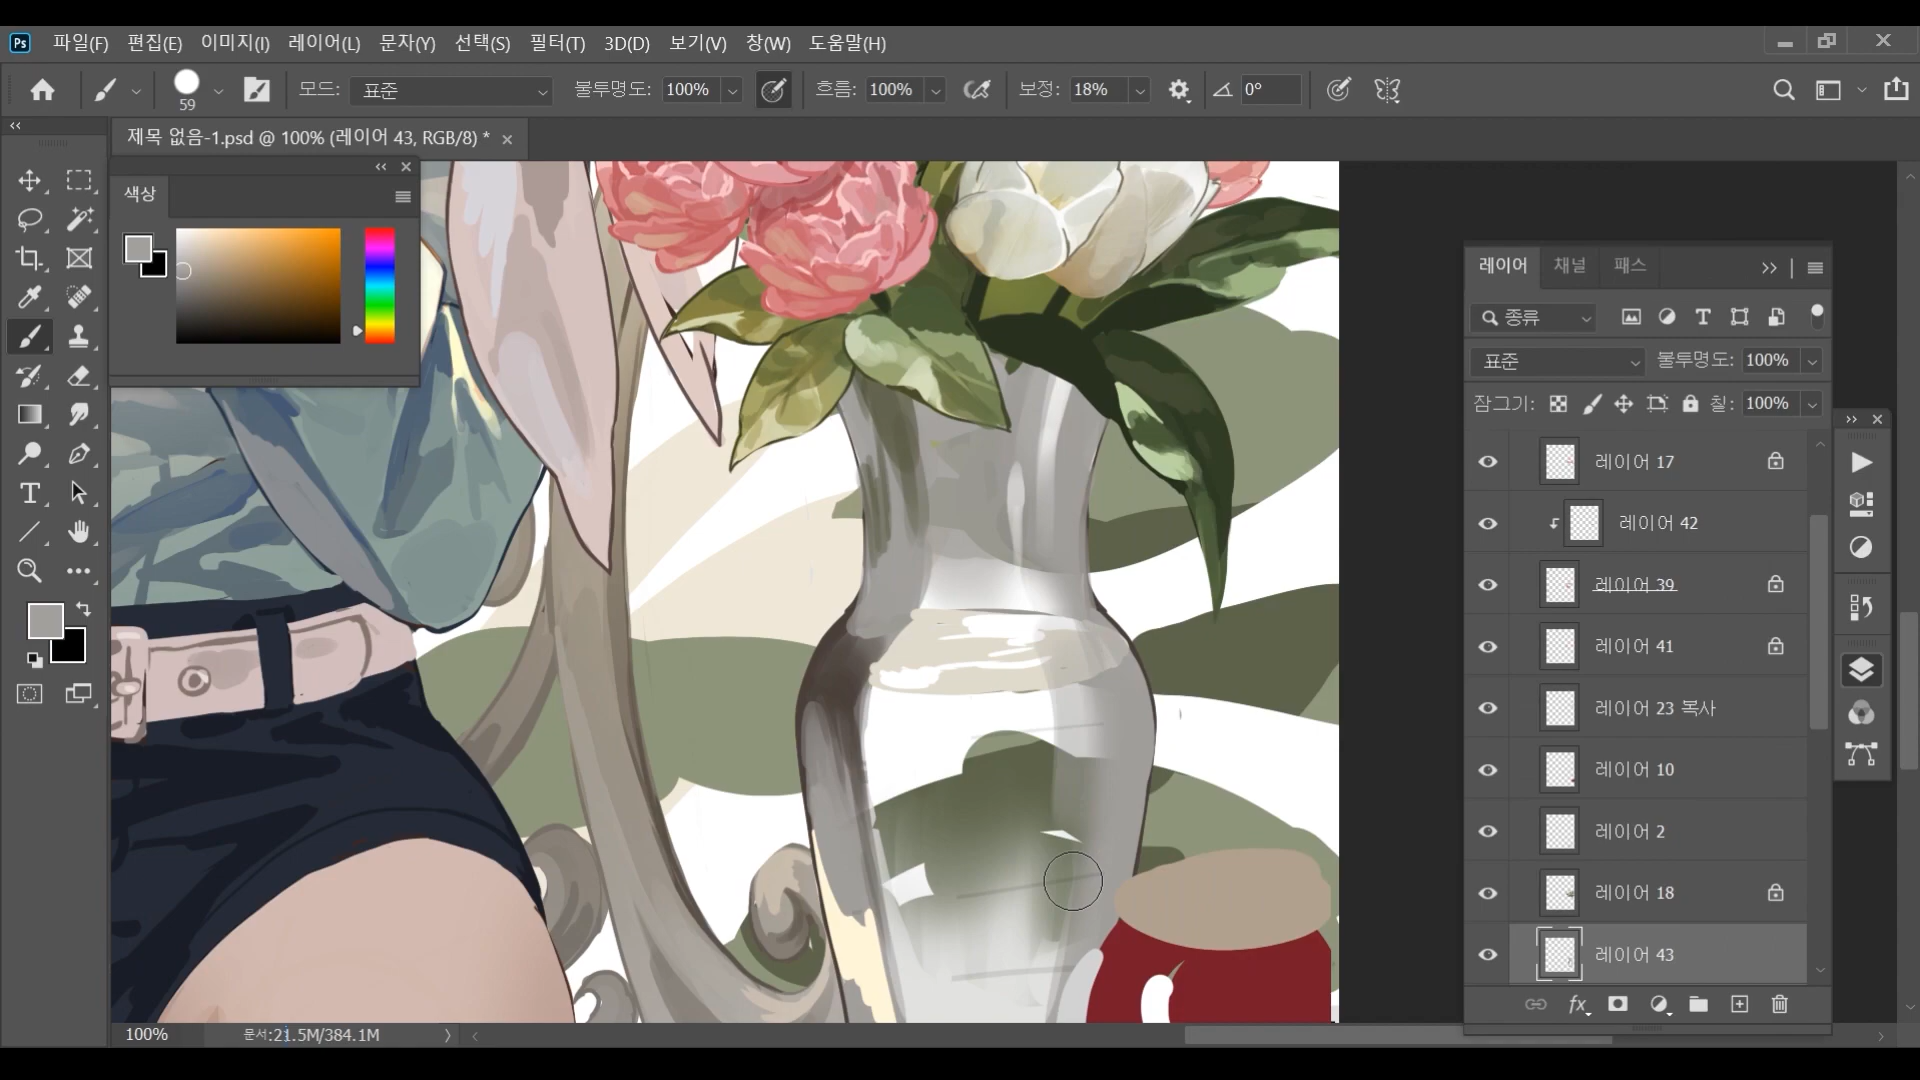 Ps 파일(F) 편집(E) 이미지(I) 레이어(L) 문자(Y) 선택(S) 필터(T) 3D(D) 보기(V) 창(W) 도움말(H)
59 모드: 표준 불투명도: 100% 흐름: 100% 보정: 18% 0°
제목 없음-1.psd @ 100% (레이어 43, RGB/8) *
색상
레이어 채널 패스
종류
표준 불투명도: 100%
잠그기: 칠: 100%
레이어 17
레이어 42
레이어 39
레이어 41
레이어 23 복사
레이어 10
레이어 2
레이어 18
레이어 43
fx
100% 문서:21.5M/384.1M